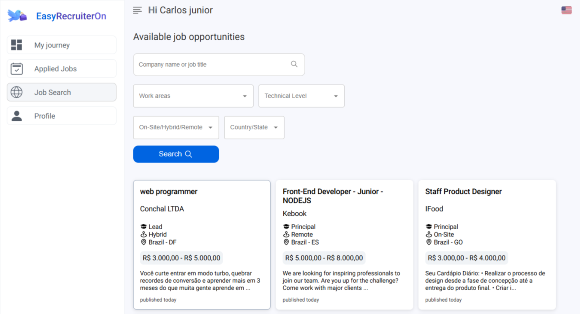 EasyRecruiterOn
Hi Carlos junior
My journey
Applied Jobs
Job Search
Profile
Available job opportunities
Company name or job title
Work areas
Technical Level
On-Site/Hybrid/Remote
Country/State
Search
web programmer
Conchal LTDA
Lead
Hybrid
Brazil - DF
R$ 3.000,00 - R$ 5.000,00
Você curte entrar em modo turbo, quebrar
recordes de conversão e aprender mais em 3
meses do que muita gente aprende em ...
published today
Front-End Developer - Junior -
NODEJS
Kebook
Principal
Remote
Brazil - ES
R$ 5.000,00 - R$ 8.000,00
We are looking for inspiring professionals to
join our team. Are you up for the challenge?
Come work with major clients ...
published today
Staff Product Designer
IFood
Principal
On-Site
Brazil - GO
R$ 3.000,00 - R$ 4.000,00
Seu Cardápio Diário: • Realizar o processo de
design desde a fase de concepção até a
entrega do produto final. • Criar i...
published today